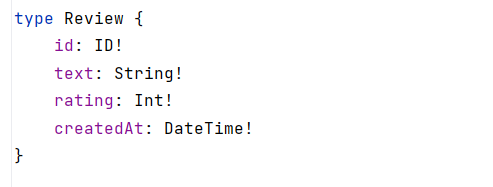 type Review {
    id: ID!
    text: String!
    rating: Int!
    createdAt: DateTime!
}